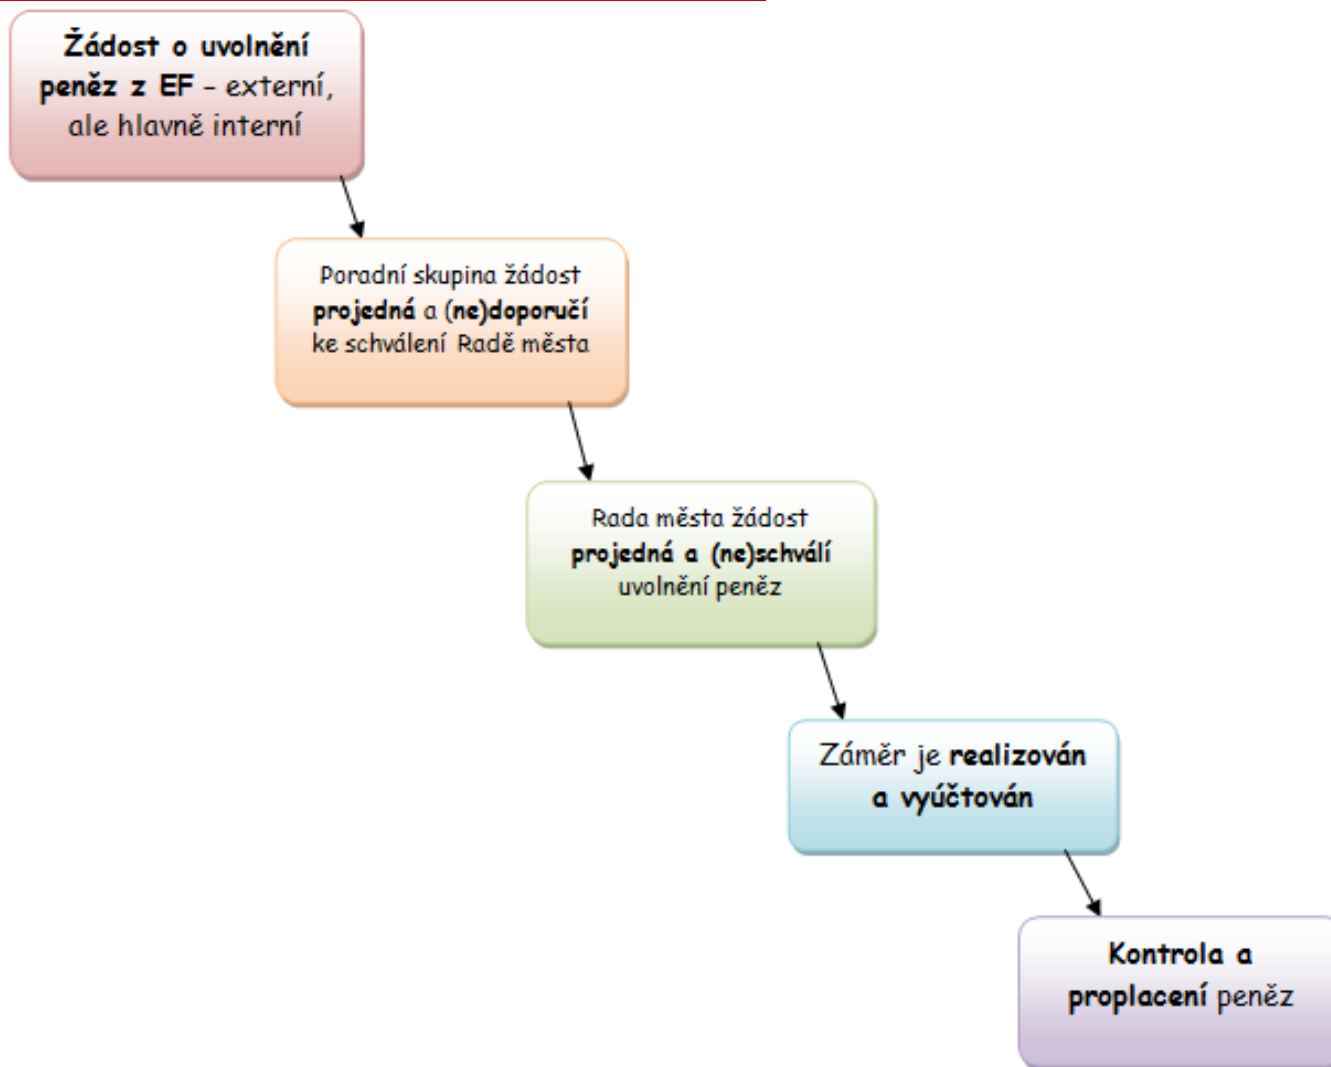 Žádost o uvolnění
peněz z EF – externí,
ale hlavně interní
Poradní skupina žádost
projedná a (ne)doporučí
ke schválení Radě města
Rada města žádost
projedná a (ne)schválí
uvolnění peněz
Záměr je realizován
a vyúčtován
Kontrola a
proplacení peněz